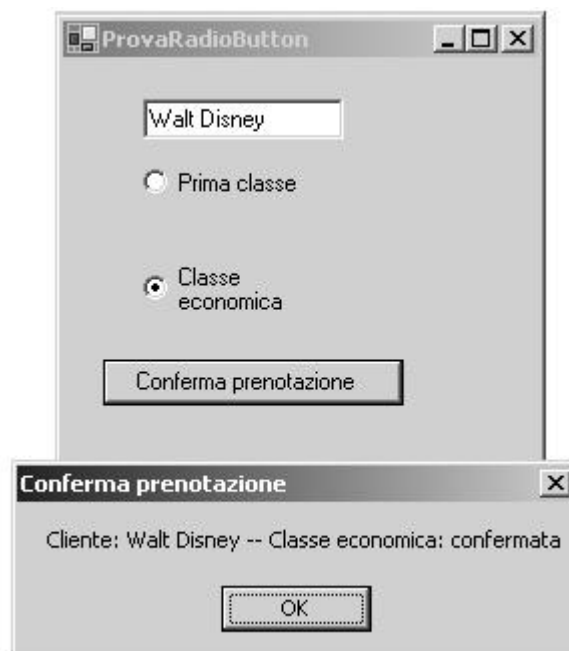 ProvaRadioButton
Walt Disney
Prima classe
Classe
economica
Conferma prenotazione
Conferma prenotazione
Cliente: Walt Disney -- Classe economica: confermata
OK